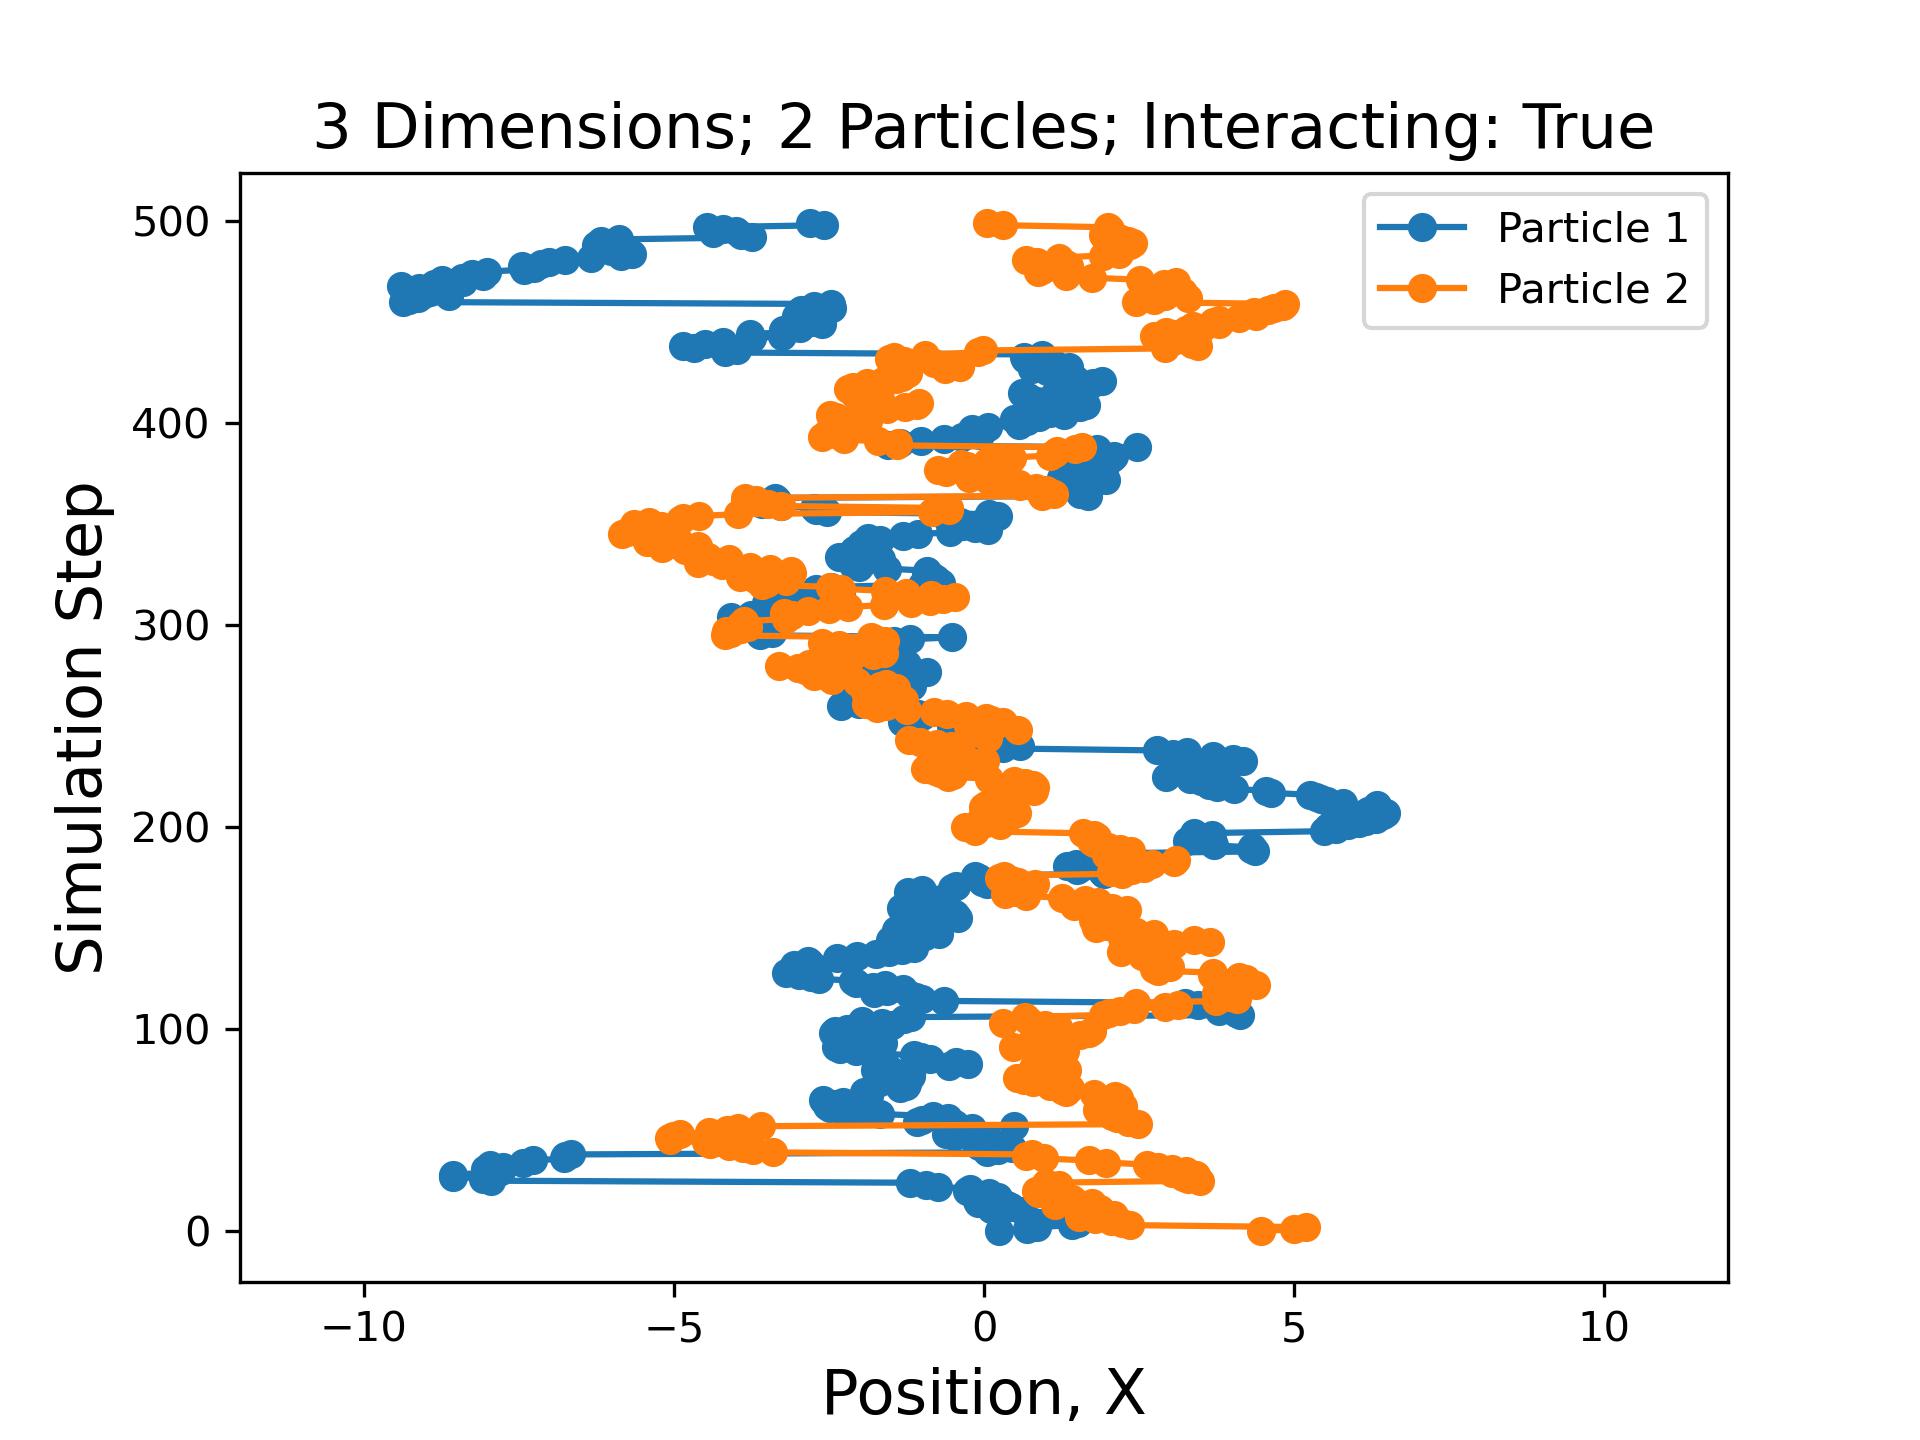 3 Dimensions; 2 Particles; Interacting: True
Particle 1
Particle 2
500
400
300
200
100
0
Simulation Step
−10
−5
0
5
10
Position, X